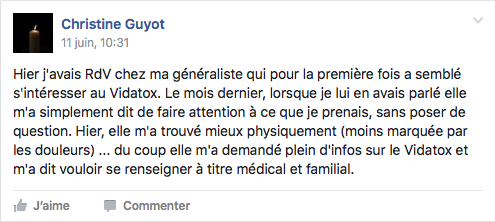 Christine Guyot
11 juin, 10:31
Hier j'avais RdV chez ma généraliste qui pour la première fois a semblé
s'intéresser au Vidatox. Le mois dernier, lorsque je lui en avais parlé elle
m'a simplement dit de faire attention à ce que je prenais, sans poser de
question. Hier, elle m'a trouvé mieux physiquement (moins marquée par
les douleurs) ... du coup elle m'a demandé plein d'infos sur le Vidatox et
m'a dit vouloir se renseigner à titre médical et familial.
J'aime Commenter